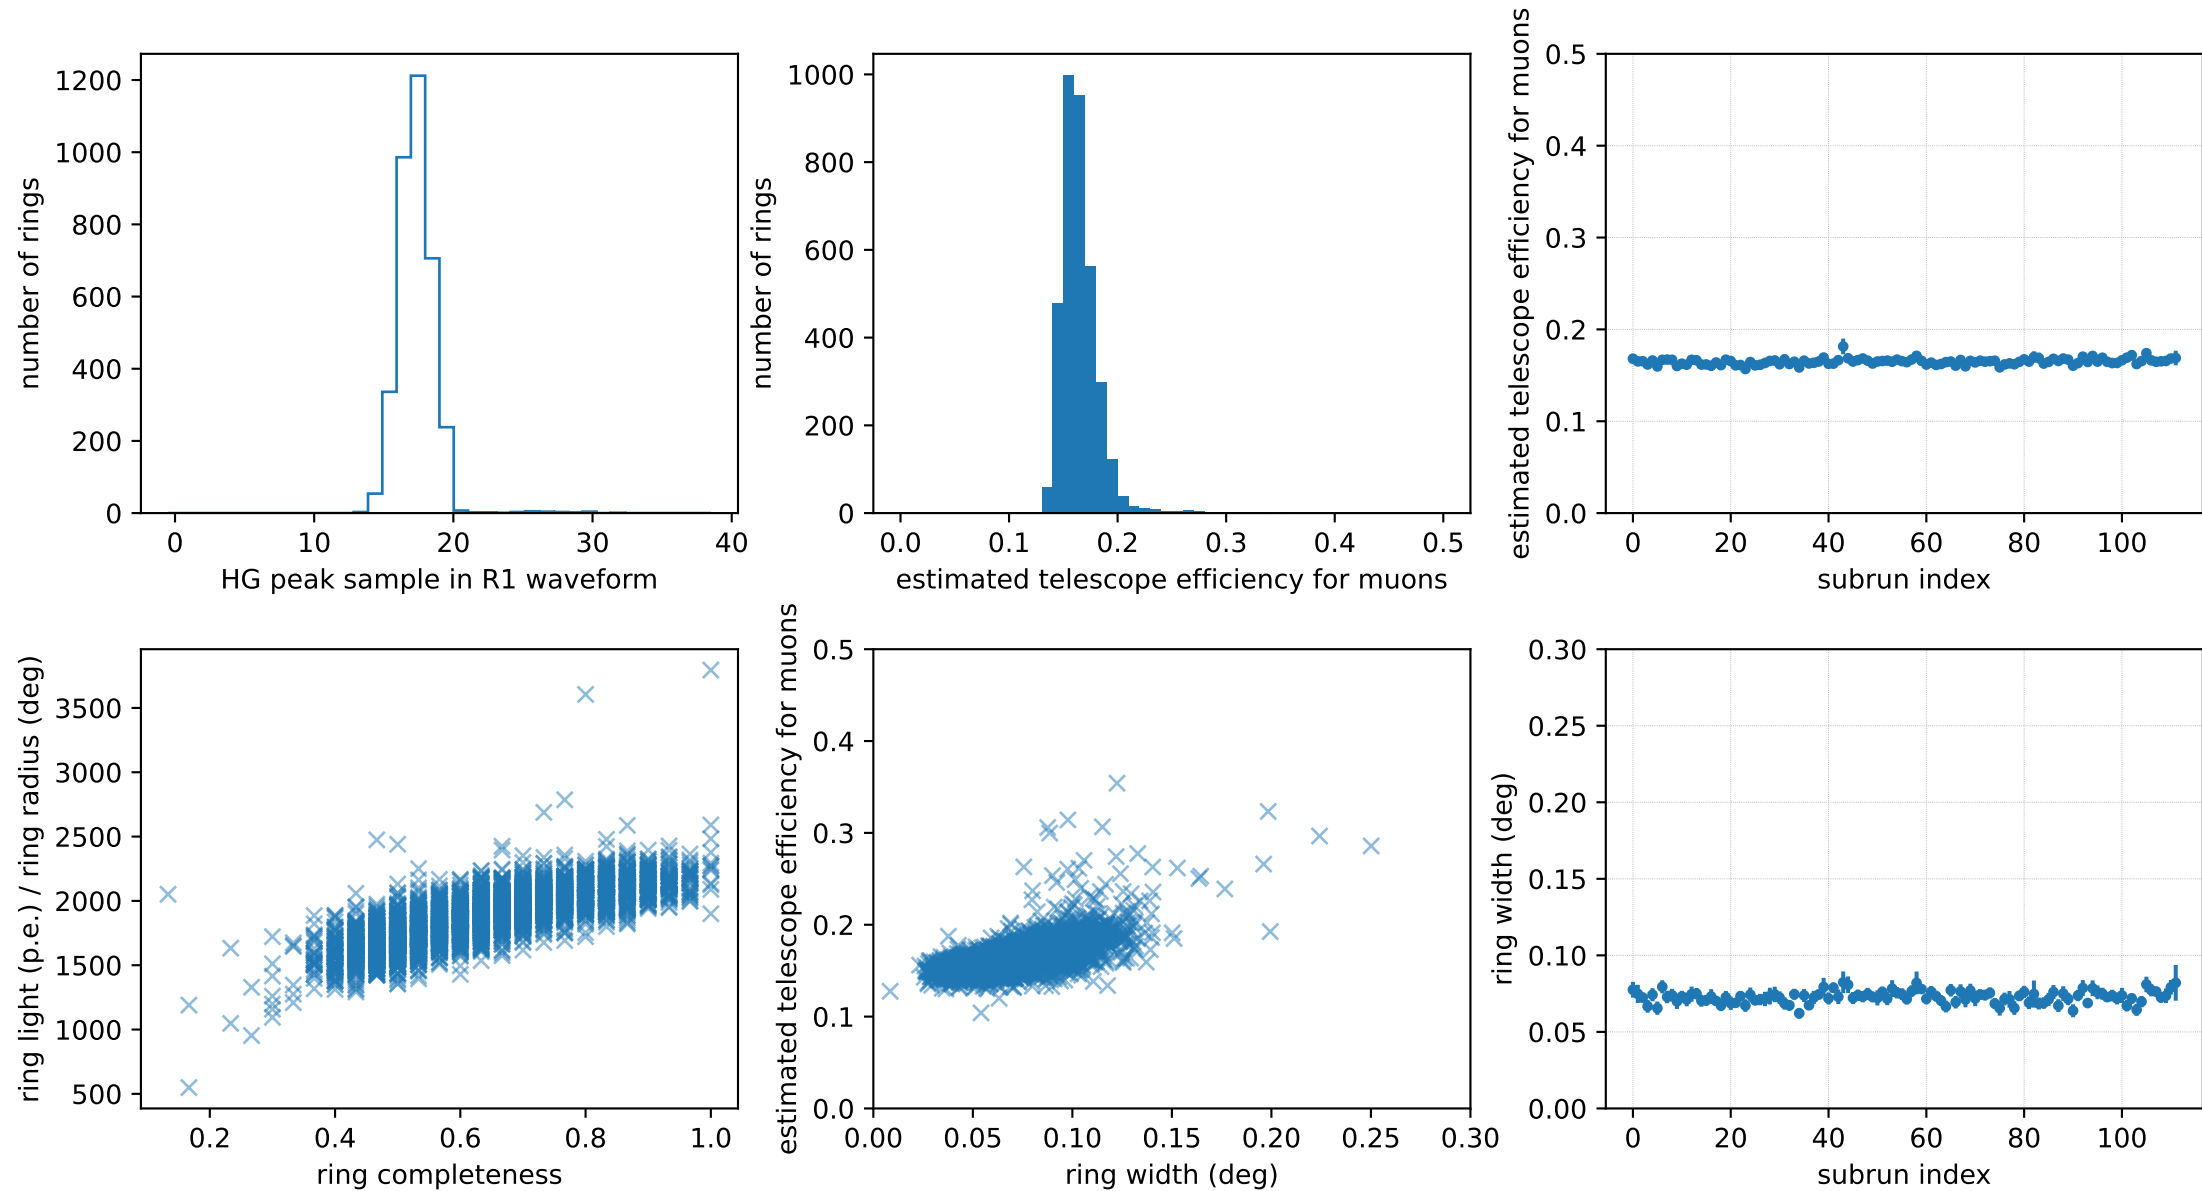 number of rings
1200
1000
800
600
400
200
0
0 10 20 30 40
HG peak sample in R1 waveform
number of rings
1000
800
600
400
200
0
0.0 0.1 0.2 0.3 0.4 0.5
estimated telescope efficiency for muons
estimated telescope efficiency for muons
0.5
0.4
0.3
0.2
0.1
0.0
0 20 40 60 80 100
subrun index
ring light (p.e.) / ring radius (deg)
3500
3000
2500
2000
1500
1000
500
0.2 0.4 0.6 0.8 1.0
ring completeness
estimated telescope efficiency for muons
0.5
0.4
0.3
0.2
0.1
0.0
0.00 0.05 0.10 0.15 0.20 0.25 0.30
ring width (deg)
ring width (deg)
0.30
0.25
0.20
0.15
0.10
0.05
0.00
0 20 40 60 80 100
subrun index